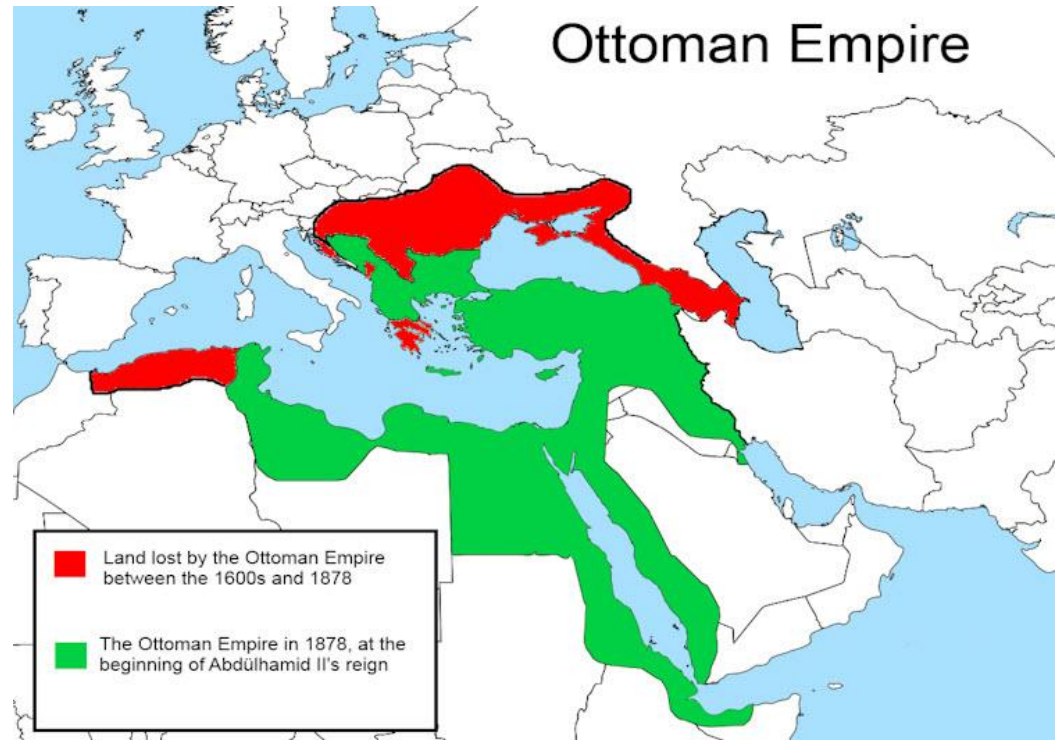 Ottoman Empire
Land lost by the Ottoman Empire
between the 1600s and 1878
The Ottoman Empire in 1878, at the
beginning of Abdülhamid II's reign